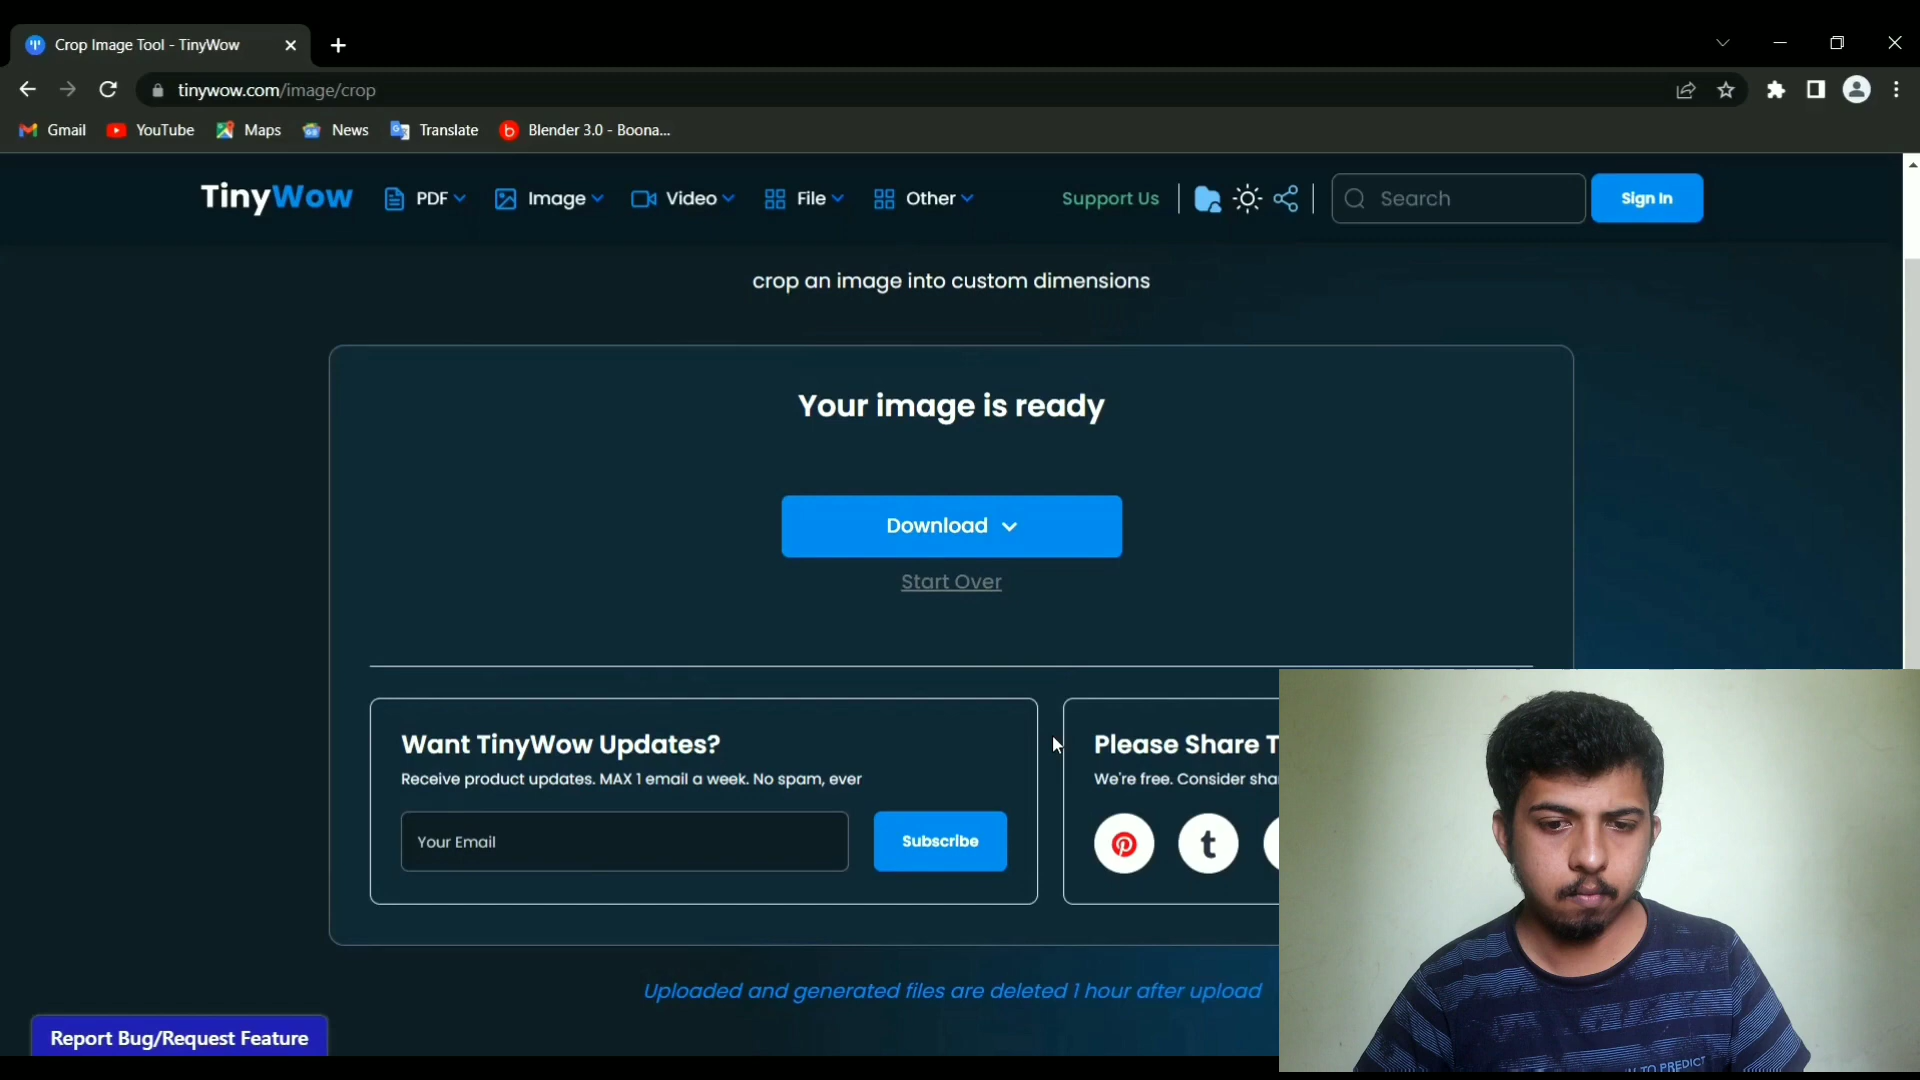 Crop Image Tool - TinyWow
tinywow.com/image/crop
Gmail YouTube Maps News Translate Blender 3.0 - Boona...
TinyWow PDF Image Video File Other Support Us Search Sign In
crop an image into custom dimensions
Your image is ready
Download
Start Over
Want TinyWow Updates?
Receive product updates. MAX 1 email a week. No spam, ever
Your Email Subscribe
Please Share T
We're free. Consider sha
Uploaded and generated files are deleted 1 hour after upload
Report Bug/Request Feature
TO PREDICT